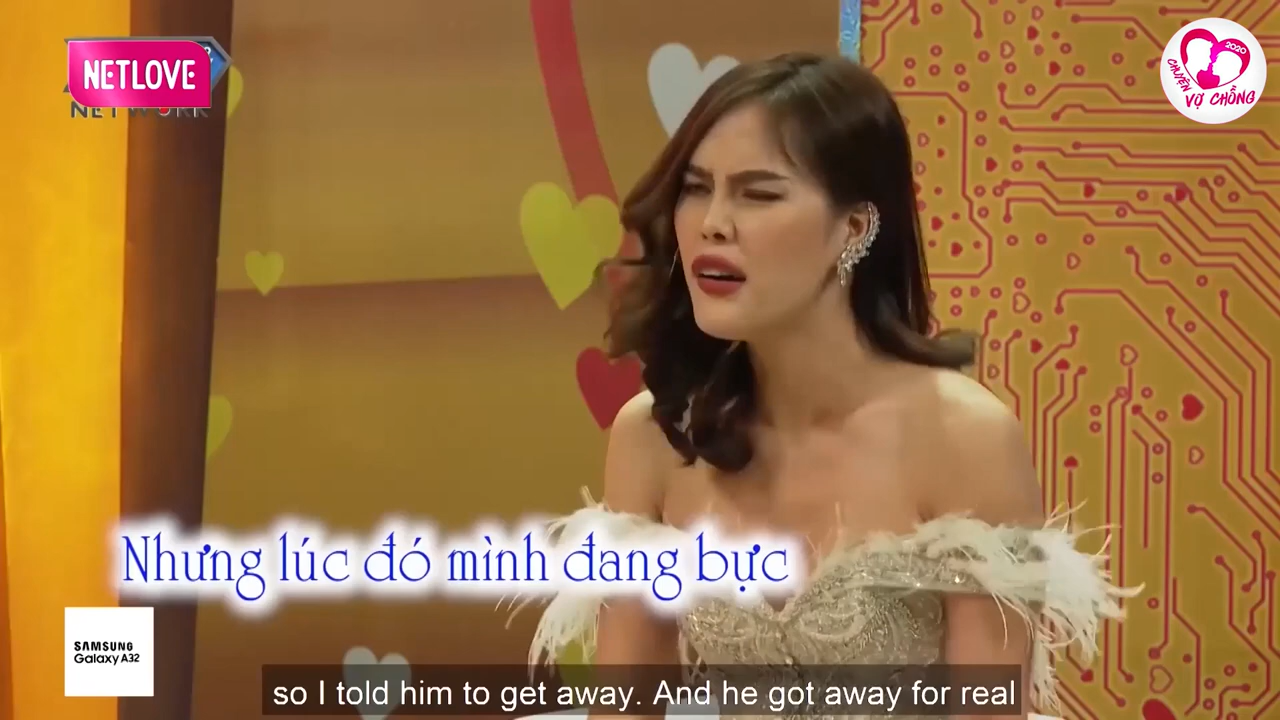 NETLOVE
NETWORK
2020
CHUYỆN
VỢ CHỒNG
Nhưng lúc đó mình đang bực
SAMSUNG
Galaxy A32
so I told him to get away. And he got away for real